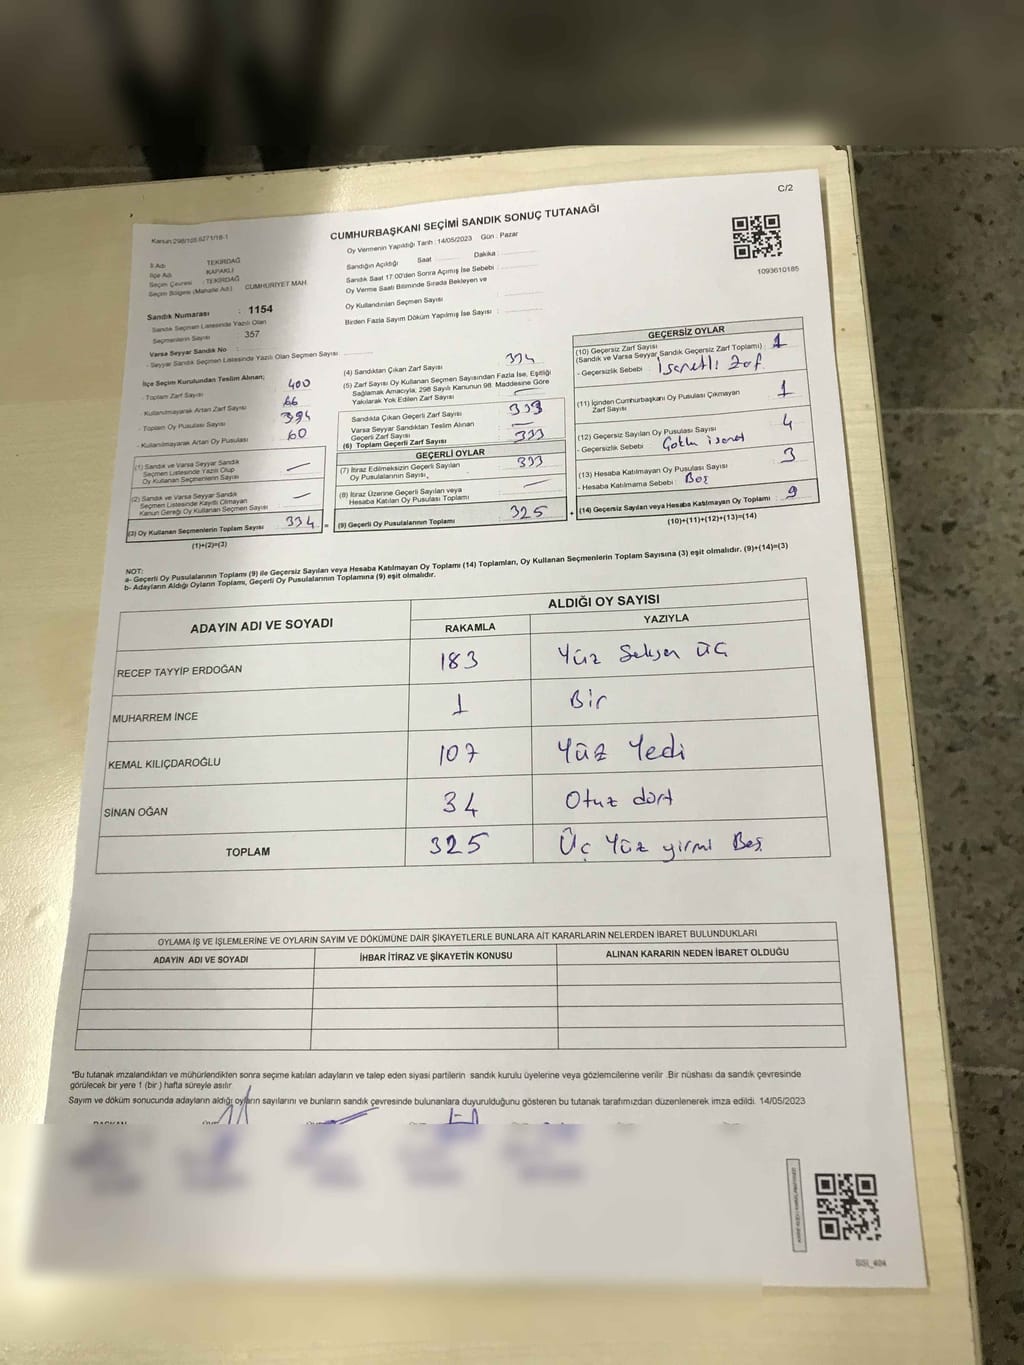 C/2
Kanun:298/105,6271/18-1
CUMHURBAŞKANI SEÇİMİ SANDIK SONUÇ TUTANAĞI
Oy Vermenin Yapıldığı Tarih : 14/05/2023 Gün : Pazar
1093610185
İl Adı : TEKİRDAĞ
İlçe Adı : KAPAKLI
Seçim Çevresi : TEKİRDAĞ
Seçim Bölgesi (Mahalle Adı) : CUMHURİYET MAH.
Sandık Numarası : 1154
Sandık Seçmen Listesinde Yazılı Olan
Seçmenlerin Sayısı : 357
Varsa Seyyar Sandık No :
- Seyyar Sandık Seçmen Listesinde Yazılı Olan Seçmen Sayısı :
İlçe Seçim Kurulundan Teslim Alınan;
- Toplam Zarf Sayısı : 400
- Kullanılmayarak Artan Zarf Sayısı : 66
- Toplam Oy Pusulası Sayısı : 394
- Kullanılmayarak Artan Oy Pusulası : 60
(1) Sandık ve Varsa Seyyar Sandık
Seçmen Listesinde Yazılı Olup
Oy Kullanan Seçmenlerin Sayısı —
(2) Sandık ve Varsa Seyyar Sandık
Seçmen Listesinde Kayıtlı Olmayan
Kanun Gereği Oy Kullanan Seçmen Sayısı —
(3) Oy Kullanan Seçmenlerin Toplam Sayısı 334
(1)+(2)=(3)
Sandığın Açıldığı Saat : Dakika :
Sandık Saat 17:00'den Sonra Açımış İse Sebebi :
Oy Verme Saati Bitiminde Sırada Bekleyen ve
Oy Kullandırılan Seçmen Sayısı :
Birden Fazla Sayım Döküm Yapılmış İse Sayısı :
(4) Sandıktan Çıkan Zarf Sayısı : 334
(5) Zarf Sayısı Oy Kullanan Seçmen Sayısından Fazla İse, Eşitliği
Sağlamak Amacıyla; 298 Sayılı Kanunun 98. Maddesine Göre
Yakılarak Yok Edilen Zarf Sayısı : —
Sandıkta Çıkan Geçerli Zarf Sayısı : 333
Varsa Seyyar Sandıktan Teslim Alınan
Geçerli Zarf Sayısı : —
(6) Toplam Geçerli Zarf Sayısı : 333
GEÇERLİ OYLAR
(7) İtiraz Edilmeksizin Geçerli Sayılan
Oy Pusulasının Sayısı : 333
(8) İtiraz Üzerine Geçerli Sayılan veya
Hesaba Katılan Oy Pusulası Toplamı —
(9) Geçerli Oy Pusulalarının Toplamı 325
GEÇERSİZ OYLAR
(10) Geçersiz Zarf Sayısı
(Sandık ve Varsa Seyyar Sandık Geçersiz Zarf Toplamı) : 1
- Geçersizlik Sebebi : İşaretli Zarf
(11) İçinden Cumhurbaşkanı Oy Pusulası Çıkmayan
Zarf Sayısı : 1
(12) Geçersiz Sayılan Oy Pusulası Sayısı : 4
- Geçersizlik Sebebi
(13) Hesaba Katılmayan Oy Pusulası Sayısı : 3
- Hesaba Katılmama Sebebi : Boş
(14) Geçersiz Sayılan veya Hesaba Katılmayan Oy Toplamı : 9
(10)+(11)+(12)+(13)=(14)
NOT:
a- Geçerli Oy Pusulalarının Toplamı (9) ile Geçersiz Sayılan veya Hesaba Katılmayan Oy Toplamı (14) Toplamları, Oy Kullanan Seçmenlerin Toplam Sayısına (3) eşit olmalıdır. (9)+(14)=(3)
b- Adayların Aldığı Oyların Toplamı, Geçerli Oy Pusulalarının Toplamına (9) eşit olmalıdır.
ADAYIN ADI VE SOYADI
ALDIĞI OY SAYISI
RAKAMLA YAZIYLA
RECEP TAYYİP ERDOĞAN 183 Yüz Seksen üç
MUHARREM İNCE 1 Bir
KEMAL KILIÇDAROĞLU 107 Yüz Yedi
SİNAN OĞAN 34 Otuz dört
TOPLAM 325 Üç Yüz yirmi Beş
OYLAMA İŞ VE İŞLEMLERİNE VE OYLARIN SAYIM VE DÖKÜMÜNE DAİR ŞİKAYETLERLE BUNLARA AİT KARARLARIN NELERDEN İBARET BULUNDUKLARI
ADAYIN ADI VE SOYADI İHBAR İTİRAZ VE ŞİKAYETİN KONUSU ALINAN KARARIN NEDEN İBARET OLDUĞU
*Bu tutanak imzalandıktan ve mühürlendikten sonra seçime katılan adayların ve talep eden siyasi partilerin sandık kurulu üyelerine veya gözlemcilerine verilir. Bir nüshası da sandık çevresinde
görülecek bir yere 1 (bir) hafta süreyle asılır.
Sayım ve döküm sonucunda adayların aldığı oyların sayılarını ve bunların sandık çevresinde bulunanlara duyurulduğunu gösteren bu tutanak tarafımızdan düzenlenerek imza edildi. 14/05/2023